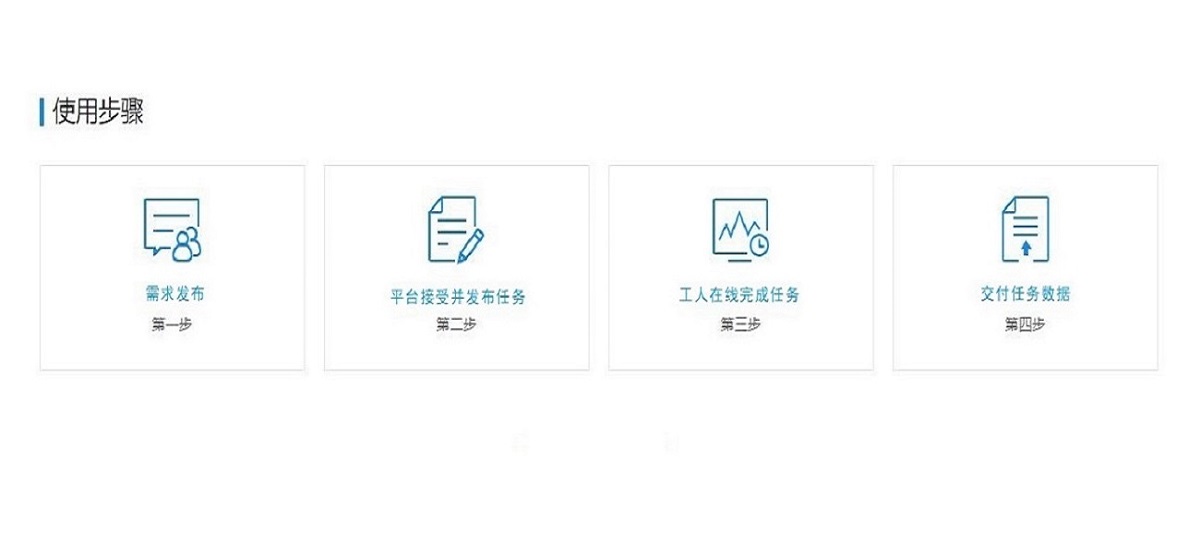 使用步骤
需求发布
第一步
平台接受并发布任务
第二步
工人在线完成任务
第三步
交付任务数据
第四步